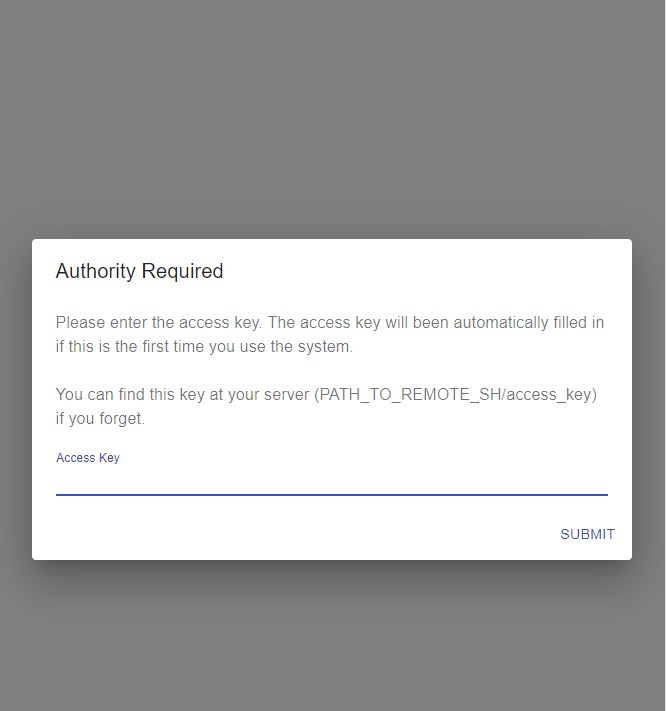 Authority Required
Please enter the access key. The access key will been automatically filled in
if this is the first time you use the system.
You can find this key at your server (PATH_TO_REMOTE_SH/access_key)
if you forget.
Access Key
SUBMIT